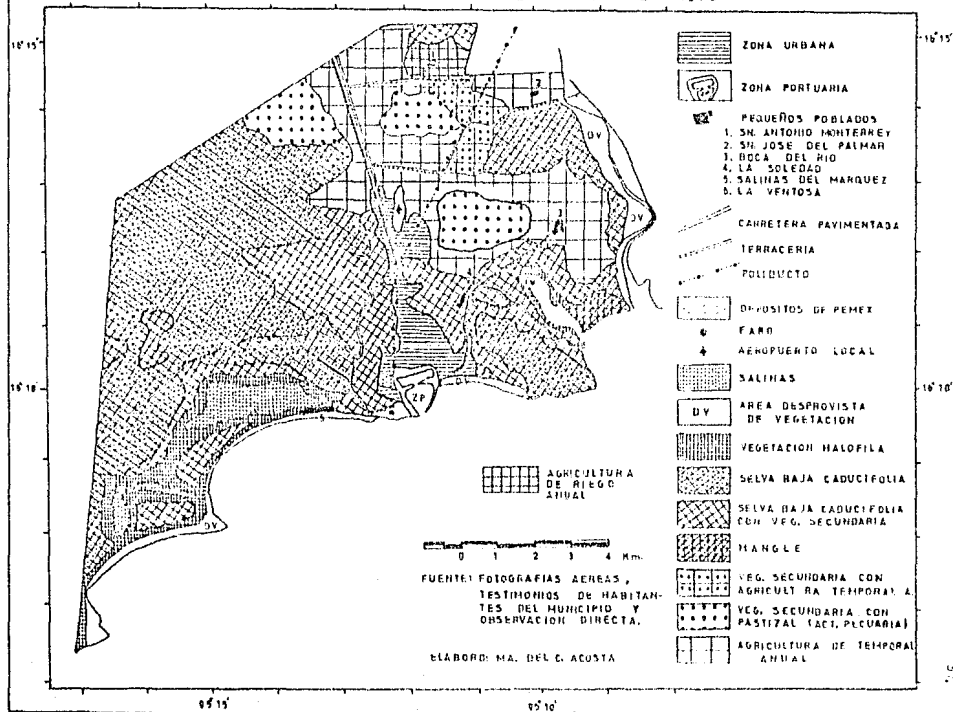 16°15'
16°15'
16°10'
16°10'
95°15'
95°10'
DV
DV
ZP
DV
2
3
5
ZONA URBANA
ZONA PORTUARIA
PEQUEÑOS POBLADOS
1. SN. ANTONIO MONTERREY
2. SN. JOSE DEL PALMAR
3. BOCA DEL RIO
4. LA SOLEDAD
5. SALINAS DEL MARQUEZ
6. LA VENTOSA
CARRETERA PAVIMENTADA
TERRACERIA
POLIDUCTO
DEPOSITOS DE PEMEX
FARO
AEROPUERTO LOCAL
SALINAS
DV
AREA DESPROVISTA
DE VEGETACION
VEGETACION HALOFILA
SELVA BAJA CADUCIFOLIA
SELVA BAJA CADUCIFOLIA
CON VEG. SECUNDARIA
MANGLE
VEG. SECUNDARIA CON
AGRICULTURA TEMPORAL A.
VEG. SECUNDARIA CON
PASTIZAL (ACT. PECUARIA)
AGRICULTURA DE TEMPORAL
ANUAL
AGRICULTURA
DE RIEGO
ANUAL
0 1 2 3 4 Km.
FUENTE: FOTOGRAFIAS AEREAS,
TESTIMONIOS DE HABITAN-
TES DEL MUNICIPIO Y
OBSERVACION DIRECTA.
ELABORO: MA. DEL C. ACOSTA